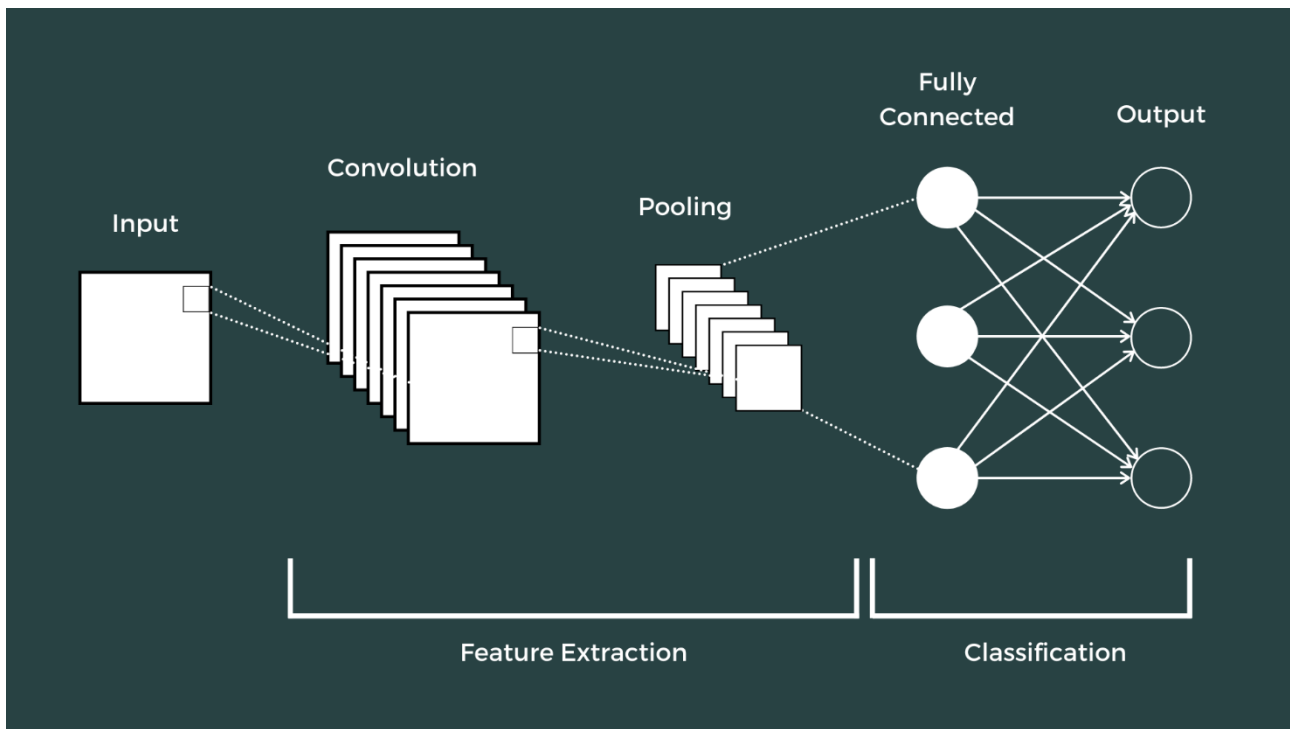 Input
Convolution
Pooling
Fully
Connected
Output
Feature Extraction
Classification